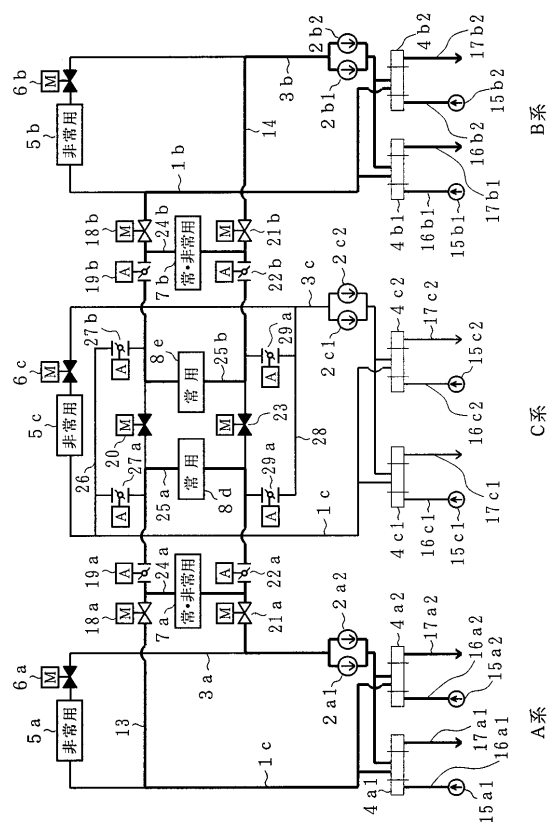 6a
M
5a
非常用
13
3a
1c
2a1
2a2
4a1
4a2
15a1
16a1
17a1
15a2
16a2
17a2
A系
18a
M
19a
A
24a
7a
常・非常用
21a
M
22a
A
6c
M
5c
非常用
26
27a
A
27b
A
20
M
25a
常用
8d
8e
常用
25b
23
M
29a
A
29a
A
28
1c
3c
2c1
2c2
4c1
4c2
15c1
16c1
17c1
15c2
16c2
17c2
C系
19b
A
18b
M
24b
7b
常・非常用
22b
A
21b
M
6b
M
5b
非常用
1b
14
3b
2b1
2b2
4b1
4b2
15b1
16b1
17b1
15b2
16b2
17b2
B系